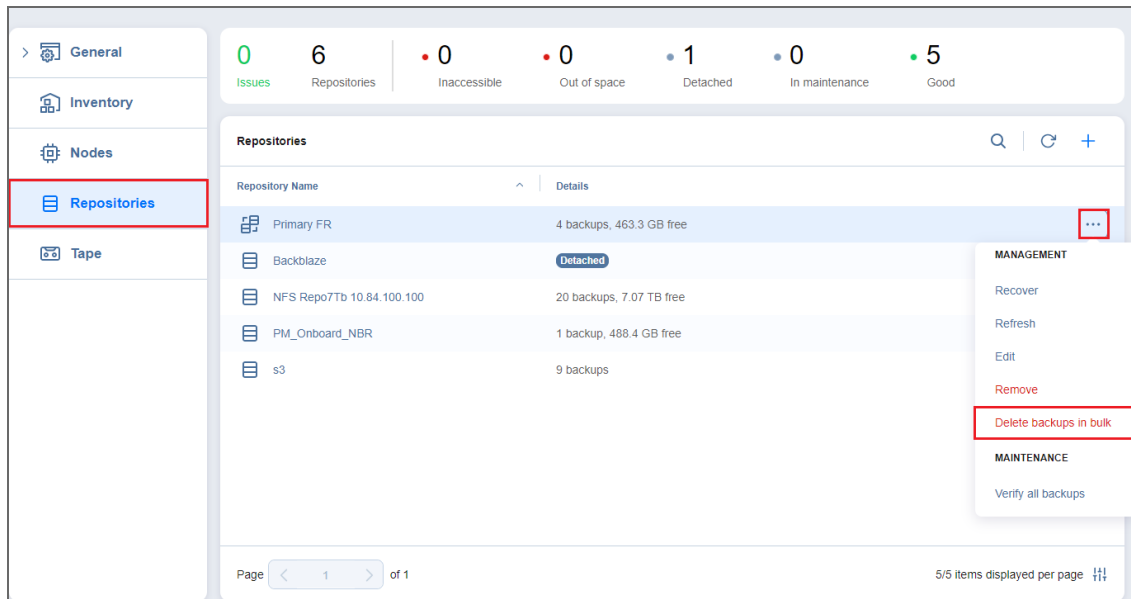 General
Inventory
Nodes
Repositories
Tape
0 6 0 0 1 0 5
Issues Repositories Inaccessible Out of space Detached In maintenance Good
Repositories
Repository Name Details
Primary FR 4 backups, 463.3 GB free
Backblaze Detached
NFS Repo7Tb 10.84.100.100 20 backups, 7.07 TB free
PM_Onboard_NBR 1 backup, 488.4 GB free
s3 9 backups
MANAGEMENT
Recover
Refresh
Edit
Remove
Delete backups in bulk
MAINTENANCE
Verify all backups
Page 1 of 1 5/5 items displayed per page